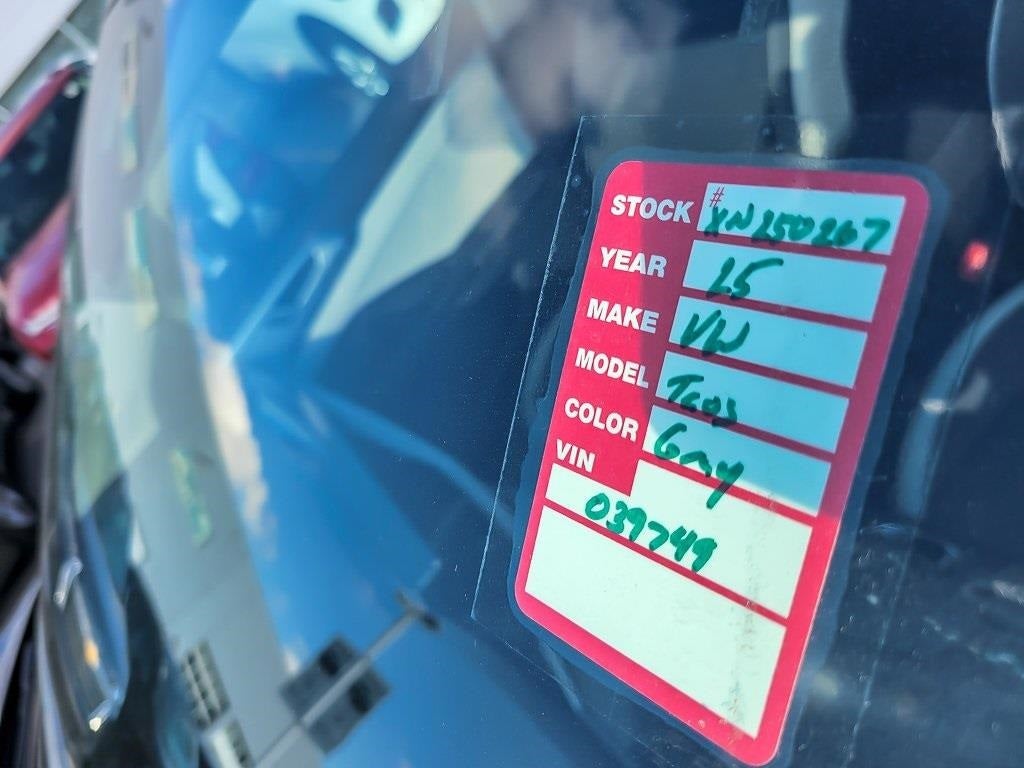 STOCK # XN250267
YEAR 25
MAKE VW
MODEL Taos
COLOR Gray
VIN
039749